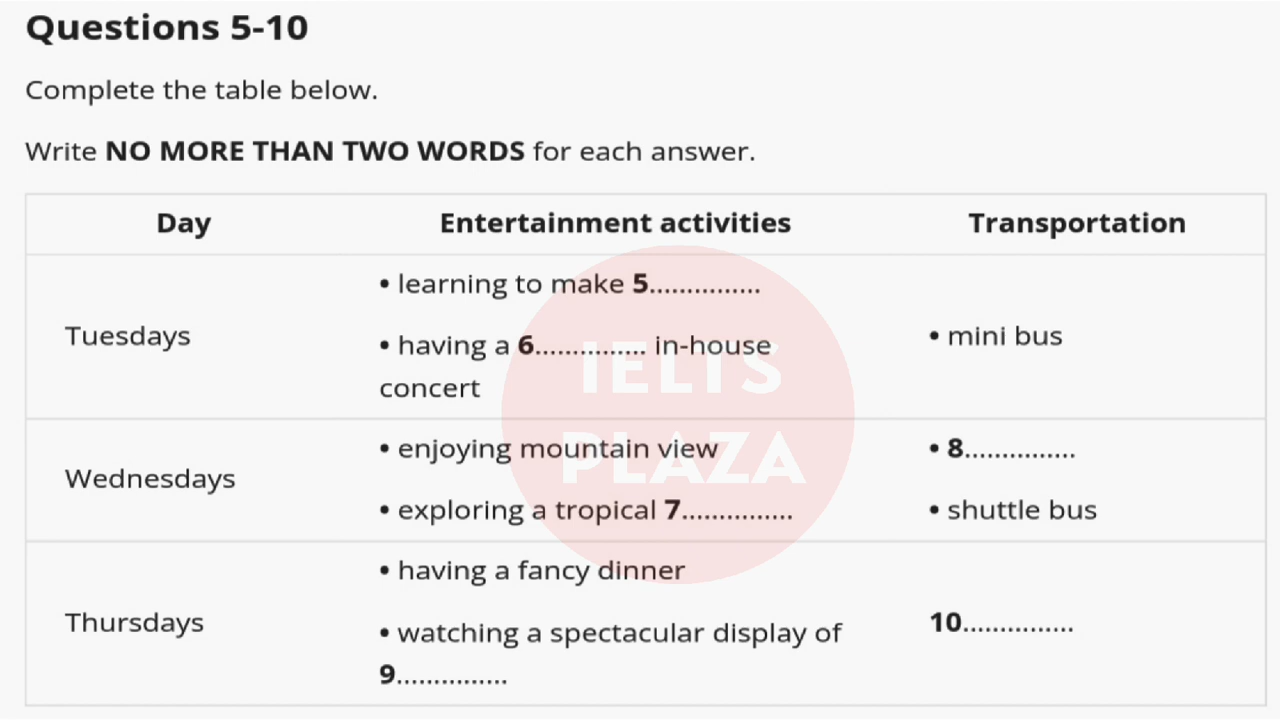 Questions 5-10
Complete the table below.
Write NO MORE THAN TWO WORDS for each answer.
Day Entertainment activities Transportation
• learning to make 5...............
Tuesdays
• having a 6............... in-house
concert
• mini bus
Wednesdays
• enjoying mountain view
• exploring a tropical 7...............
• 8...............
• shuttle bus
Thursdays
• having a fancy dinner
• watching a spectacular display of
9...............
10...............
IELTS
PLAZA